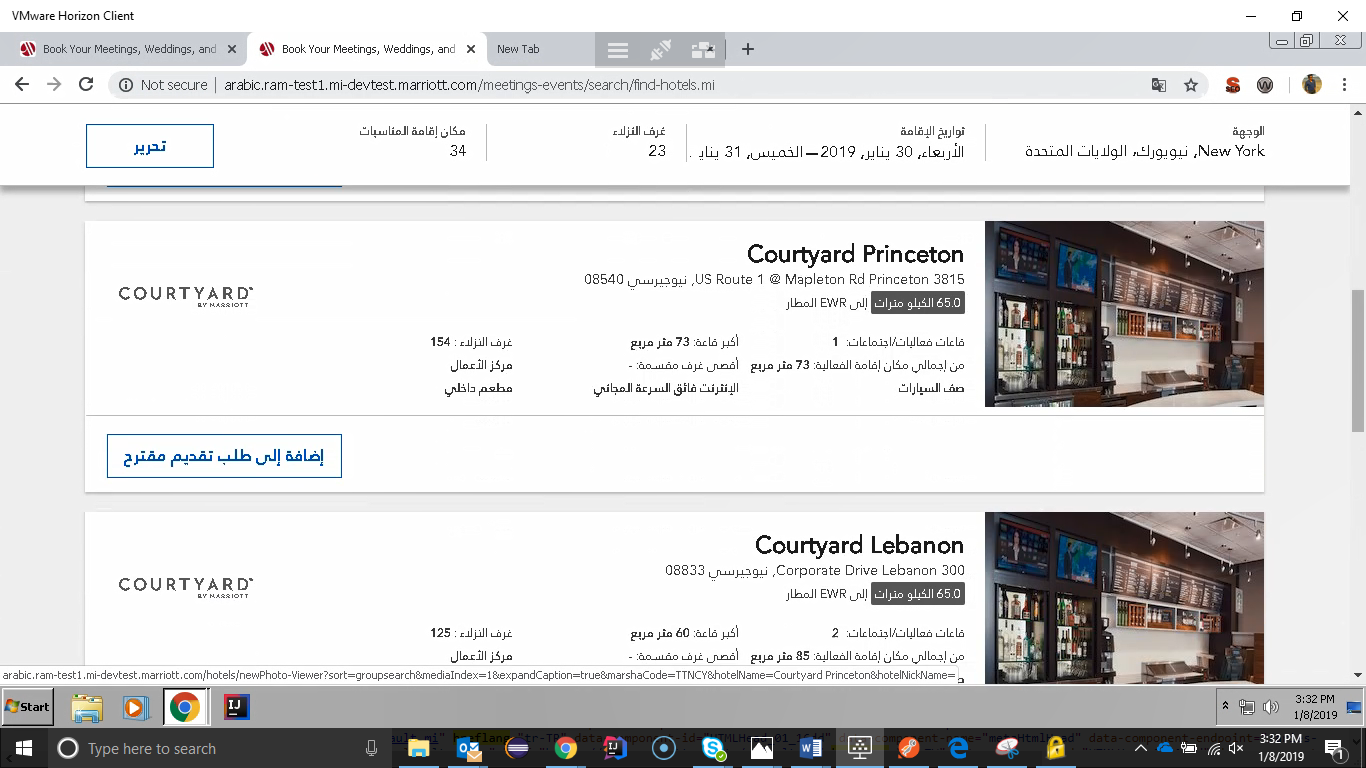 VMware Horizon Client
Book Your Meetings, Weddings, and
Book Your Meetings, Weddings, and
New Tab
Not secure | arabic.ram-test1.mi-devtest.marriott.com/meetings-events/search/find-hotels.mi
الوجهة
New York, نيويورك، الولايات المتحدة
تواريخ الإقامة
الأربعاء, 30 يناير, 2019—الخميس, 31 يناير
غرف النزلاء
23
مكان إقامة المناسبات
34
تحرير
Courtyard Princeton
3815 US Route 1 @ Mapleton Rd Princeton, نيوجيرسي 08540
65.0 الكيلو مترات إلى EWR المطار
COURTYARD
BY MARRIOTT
قاعات فعاليات/اجتماعات: 1
أكبر قاعة: 73 متر مربع
غرف النزلاء : 154
من إجمالي مكان إقامة الفعالية: 73 متر مربع
أقصى غرف مقسمة: -
مركز الأعمال
صف السيارات
الإنترنت فائق السرعة المجاني
مطعم داخلي
إضافة إلى طلب تقديم مقترح
Courtyard Lebanon
300 Corporate Drive Lebanon, نيوجيرسي 08833
65.0 الكيلو مترات إلى EWR المطار
COURTYARD
BY MARRIOTT
قاعات فعاليات/اجتماعات: 2
أكبر قاعة: 60 متر مربع
غرف النزلاء : 125
من إجمالي مكان إقامة الفعالية: 85 متر مربع
أقصى غرف مقسمة: -
مركز الأعمال
arabic.ram-test1.mi-devtest.marriott.com/hotels/newPhoto-Viewer?sort=groupsearch&mediaIndex=1&expandCaption=true&marshaCode=TTNCY&hotelName=Courtyard Princeton&hotelNickName=
Start
3:32 PM
1/8/2019
Type here to search
3:32 PM
1/8/2019